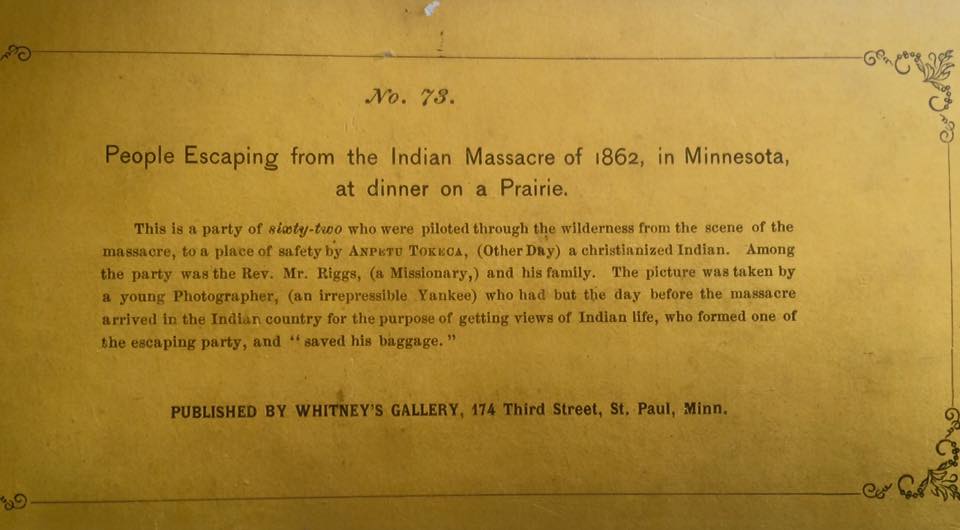 No. 73.
People Escaping from the Indian Massacre of 1862, in Minnesota,
at dinner on a Prairie.
This is a party of sixty-two who were piloted through the wilderness from the scene of the
massacre, to a place of safety by ANPETU TOKECA, (Other Day) a christianized Indian. Among
the party was the Rev. Mr. Riggs, (a Missionary,) and his family. The picture was taken by
a young Photographer, (an irrepressible Yankee) who had but the day before the massacre
arrived in the Indian country for the purpose of getting views of Indian life, who formed one of
the escaping party, and "saved his baggage."
PUBLISHED BY WHITNEY'S GALLERY, 174 Third Street, St. Paul, Minn.